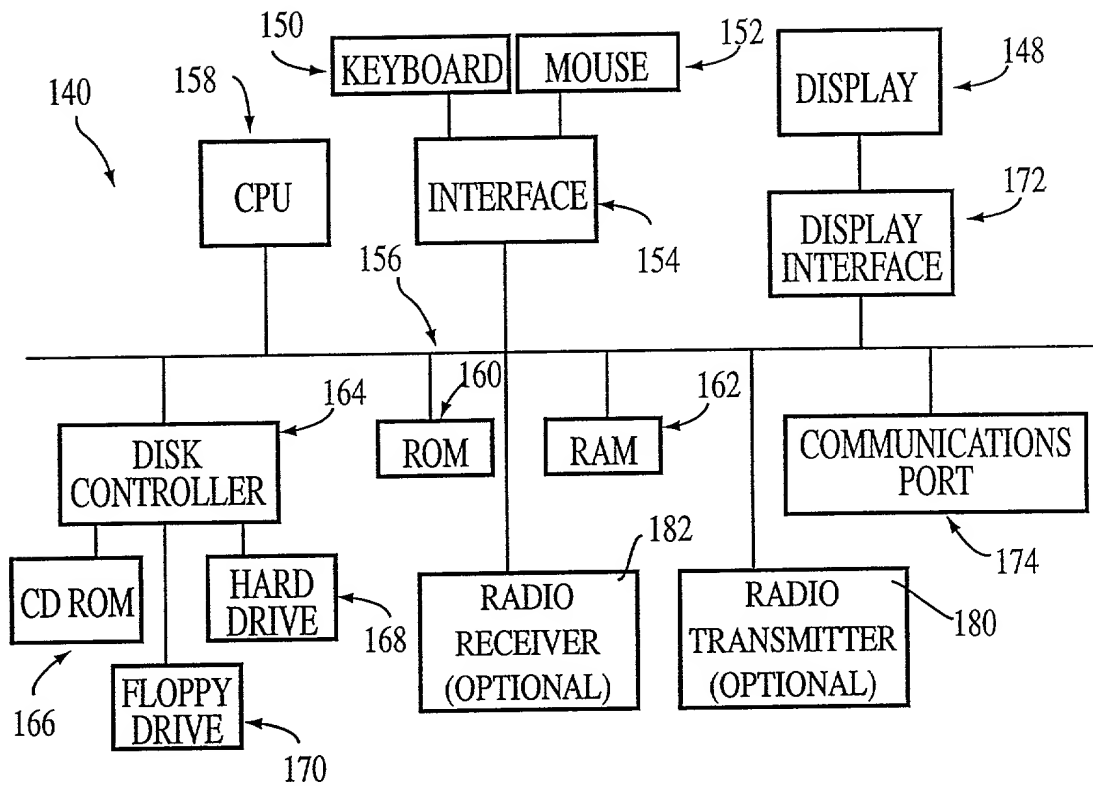 150
KEYBOARD
MOUSE
152
148
DISPLAY
158
140
CPU
INTERFACE
154
172
DISPLAY
INTERFACE
156
164
DISK
CONTROLLER
160
ROM
162
RAM
COMMUNICATIONS
PORT
174
CD ROM
166
HARD
DRIVE
168
FLOPPY
DRIVE
170
182
RADIO
RECEIVER
(OPTIONAL)
RADIO
TRANSMITTER
(OPTIONAL)
180